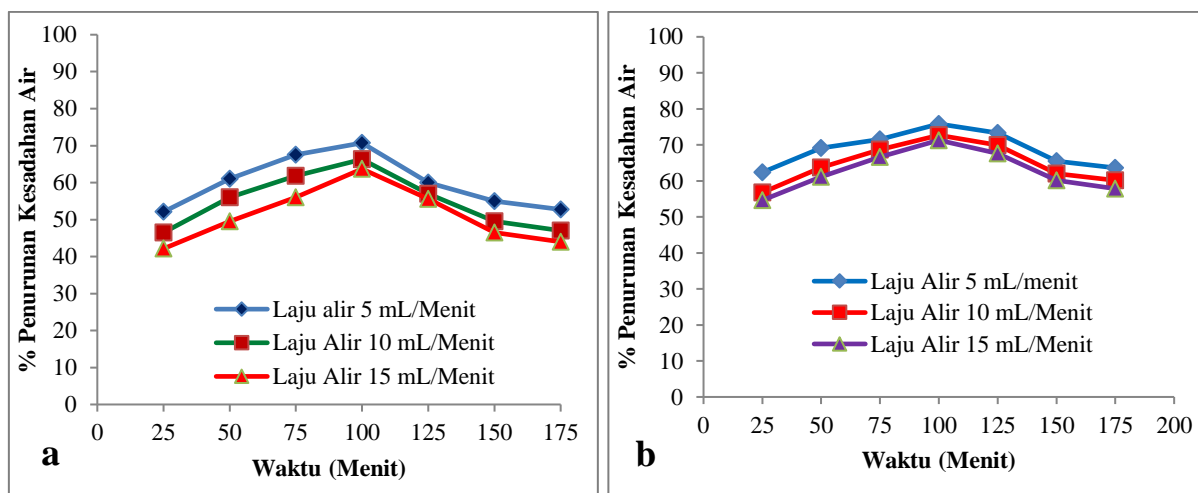 % Penurunan Kesadahan Air
100
90
80
70
60
50
40
30
20
10
0
0 25 50 75 100 125 150 175
Waktu (Menit)
Laju alir 5 mL/Menit
Laju Alir 10 mL/Menit
Laju Alir 15 mL/Menit
a
% Penurunan Kesadahan Air
100
90
80
70
60
50
40
30
20
10
0
0 25 50 75 100 125 150 175 200
Waktu (Menit)
Laju Alir 5 mL/menit
Laju Alir 10 mL/Menit
Laju Alir 15 mL/Menit
b